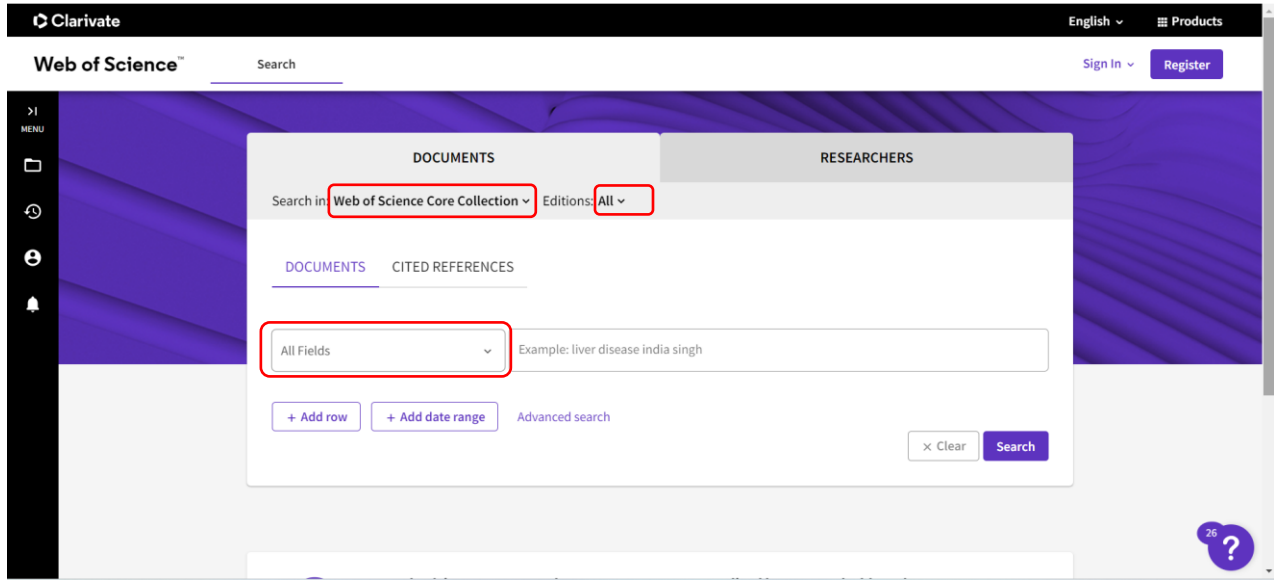 Clarivate
English
Products
Web of Science™
Search
Sign In
Register
MENU
DOCUMENTS
RESEARCHERS
Search in: Web of Science Core Collection Editions: All
DOCUMENTS CITED REFERENCES
All Fields
Example: liver disease india singh
+ Add row
+ Add date range
Advanced search
× Clear
Search
26
?